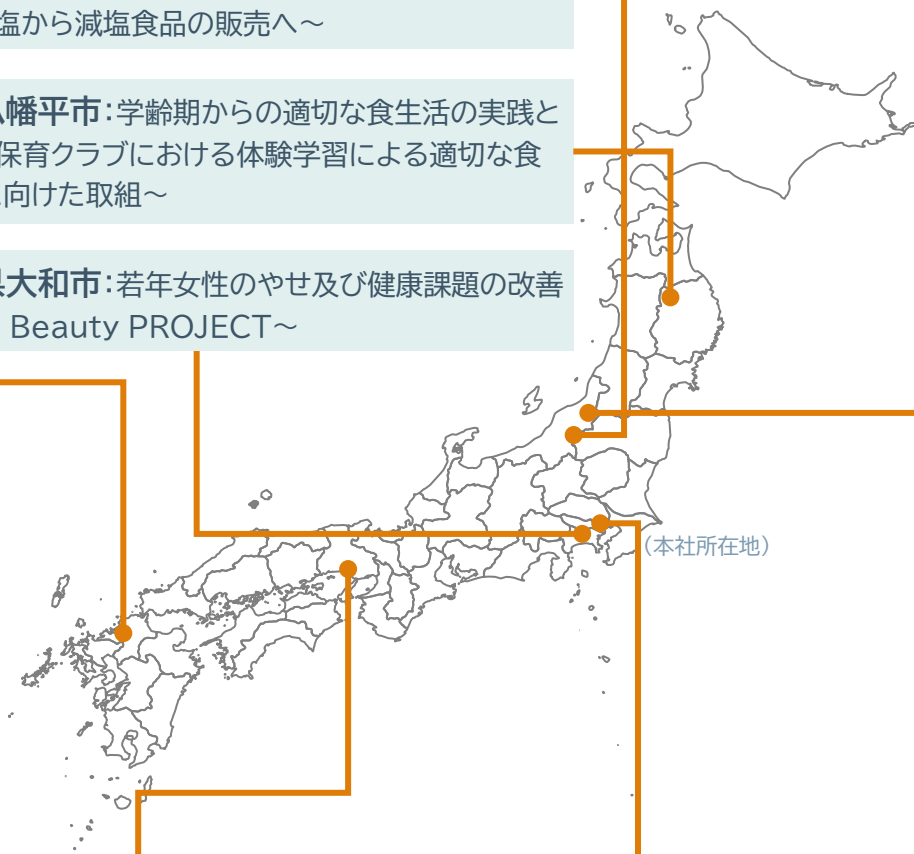 塩から減塩食品の販売へ～
幡平市：学齢期からの適切な食生活の実践と
保育クラブにおける体験学習による適切な食
向けた取組～
大和市：若年女性のやせ及び健康課題の改善
Beauty PROJECT～
（本社所在地）